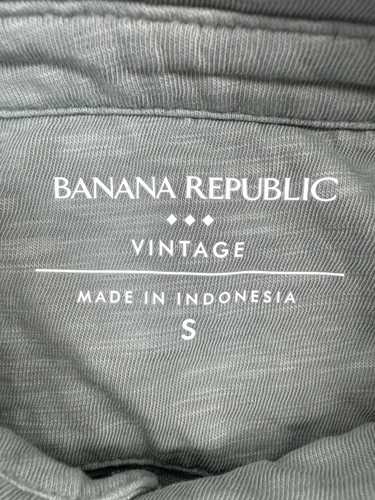 BANANA REPUBLIC
VINTAGE
MADE IN INDONESIA
S